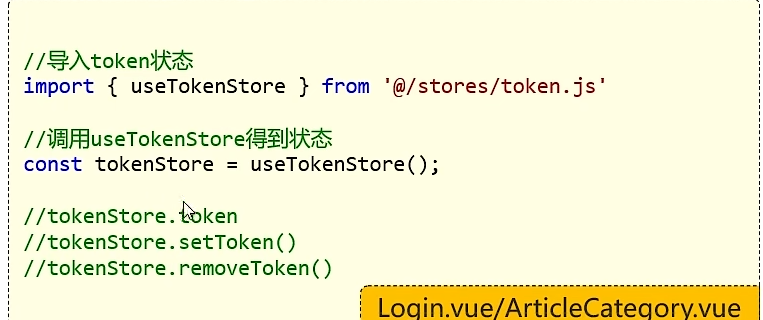 //导入token状态
import { useTokenStore } from '@/stores/token.js'
//调用useTokenStore得到状态
const tokenStore = useTokenStore();
//tokenStore.token
//tokenStore.setToken()
//tokenStore.removeToken()
Login.vue/ArticleCategory.vue